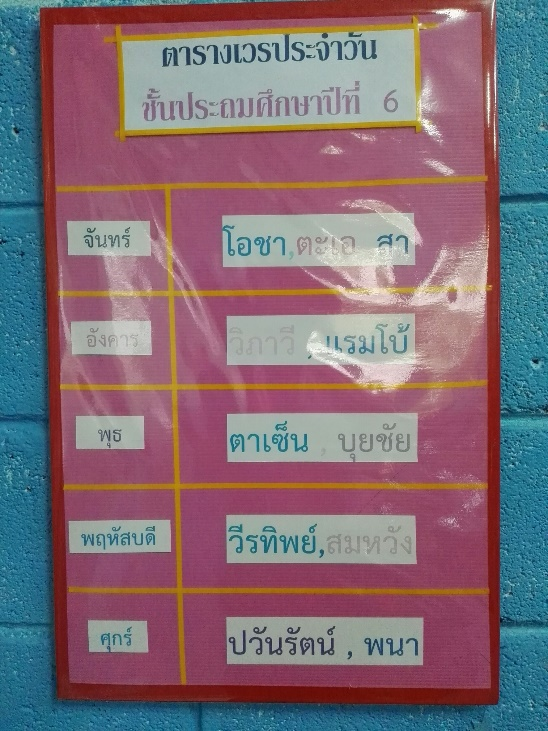 ตารางเวรประจำวัน
ชั้นประถมศึกษาปีที่ 6
จันทร์ โอชา,ตะเอ สา
อังคาร วิภาวี , แรมโบ้
พุธ ตาเซ็น , บุยชัย
พฤหัสบดี วีรทิพย์,สมหวัง
ศุกร์ ปวันรัตน์ , พนา